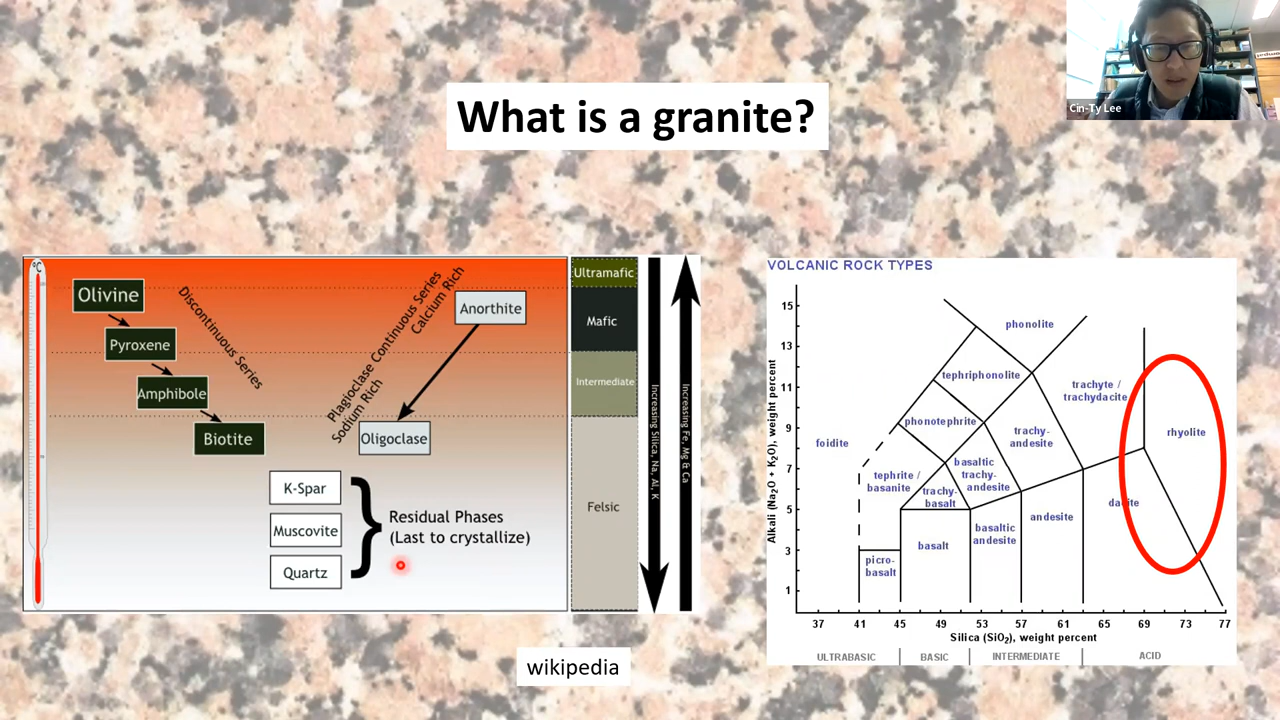 Cin-Ty Lee
What is a granite?
°C
Olivine
Pyroxene
Amphibole
Biotite
Discontinuous Series
Plagioclase Continuous Series
Calcium Rich
Sodium Rich
Anorthite
Oligoclase
K-Spar
Muscovite
Quartz
Residual Phases
(Last to crystallize)
Ultramafic
Mafic
Intermediate
Felsic
Increasing Silica, Na, Al, K
Increasing Fe, Mg & Ca
wikipedia
VOLCANIC ROCK TYPES
Alkali (Na2O + K2O), weight percent
15
13
11
9
7
5
3
1
phonolite
tephriphonolite
trachyte /
trachydacite
phonotephrite
foidite
trachy-
andesite
rhyolite
tephrite /
basanite
basaltic
trachy-
andesite
trachy-
basalt
dacite
andesite
basaltic
andesite
basalt
picro-
basalt
37 41 45 49 53 57 61 65 69 73 77
Silica (SiO2), weight percent
ULTRABASIC BASIC INTERMEDIATE ACID